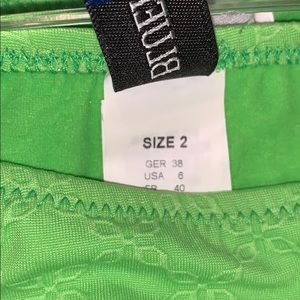 SIZE 2
GER 38
USA 6
FR 40